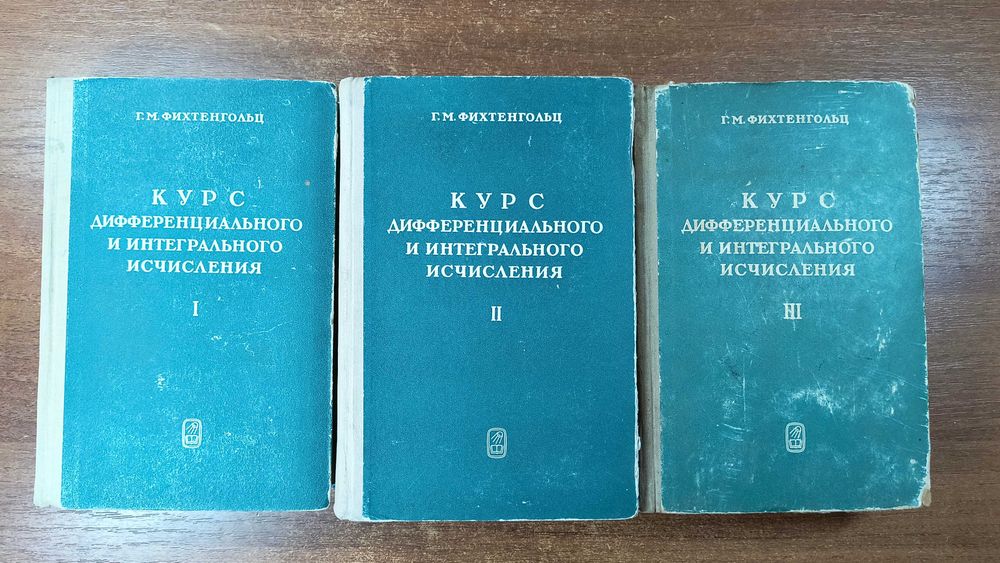 Г. М. ФИХТЕНГОЛЬЦ
КУРС
ДИФФЕРЕНЦИАЛЬНОГО
И ИНТЕГРАЛЬНОГО
ИСЧИСЛЕНИЯ
I
Г. М. ФИХТЕНГОЛЬЦ
КУРС
ДИФФЕРЕНЦИАЛЬНОГО
И ИНТЕГРАЛЬНОГО
ИСЧИСЛЕНИЯ
II
Г. М. ФИХТЕНГОЛЬЦ
КУРС
ДИФФЕРЕНЦИАЛЬНОГО
И ИНТЕГРАЛЬНОГО
ИСЧИСЛЕНИЯ
III